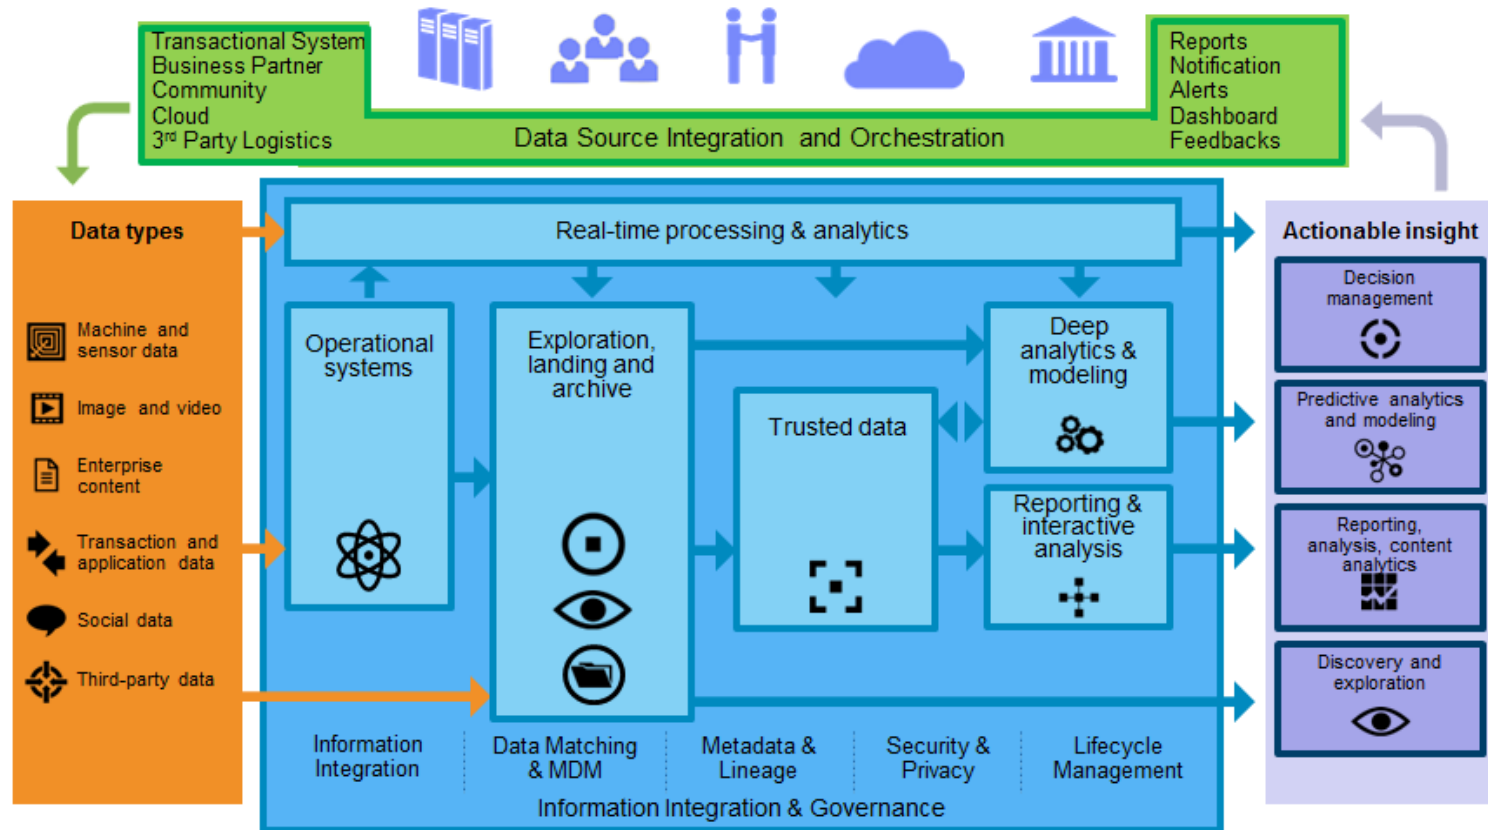 Transactional System
Business Partner
Community
Cloud
3rd Party Logistics
Data Source Integration and Orchestration
Reports
Notification
Alerts
Dashboard
Feedbacks
Data types
Machine and
sensor data
Image and video
Enterprise
content
Transaction and
application data
Social data
Third-party data
Real-time processing & analytics
Operational
systems
Exploration,
landing and
archive
Trusted data
Deep
analytics &
modeling
Reporting &
interactive
analysis
Information
Integration
Data Matching
& MDM
Metadata &
Lineage
Security &
Privacy
Lifecycle
Management
Information Integration & Governance
Actionable insight
Decision
management
Predictive analytics
and modeling
Reporting,
analysis, content
analytics
Discovery and
exploration